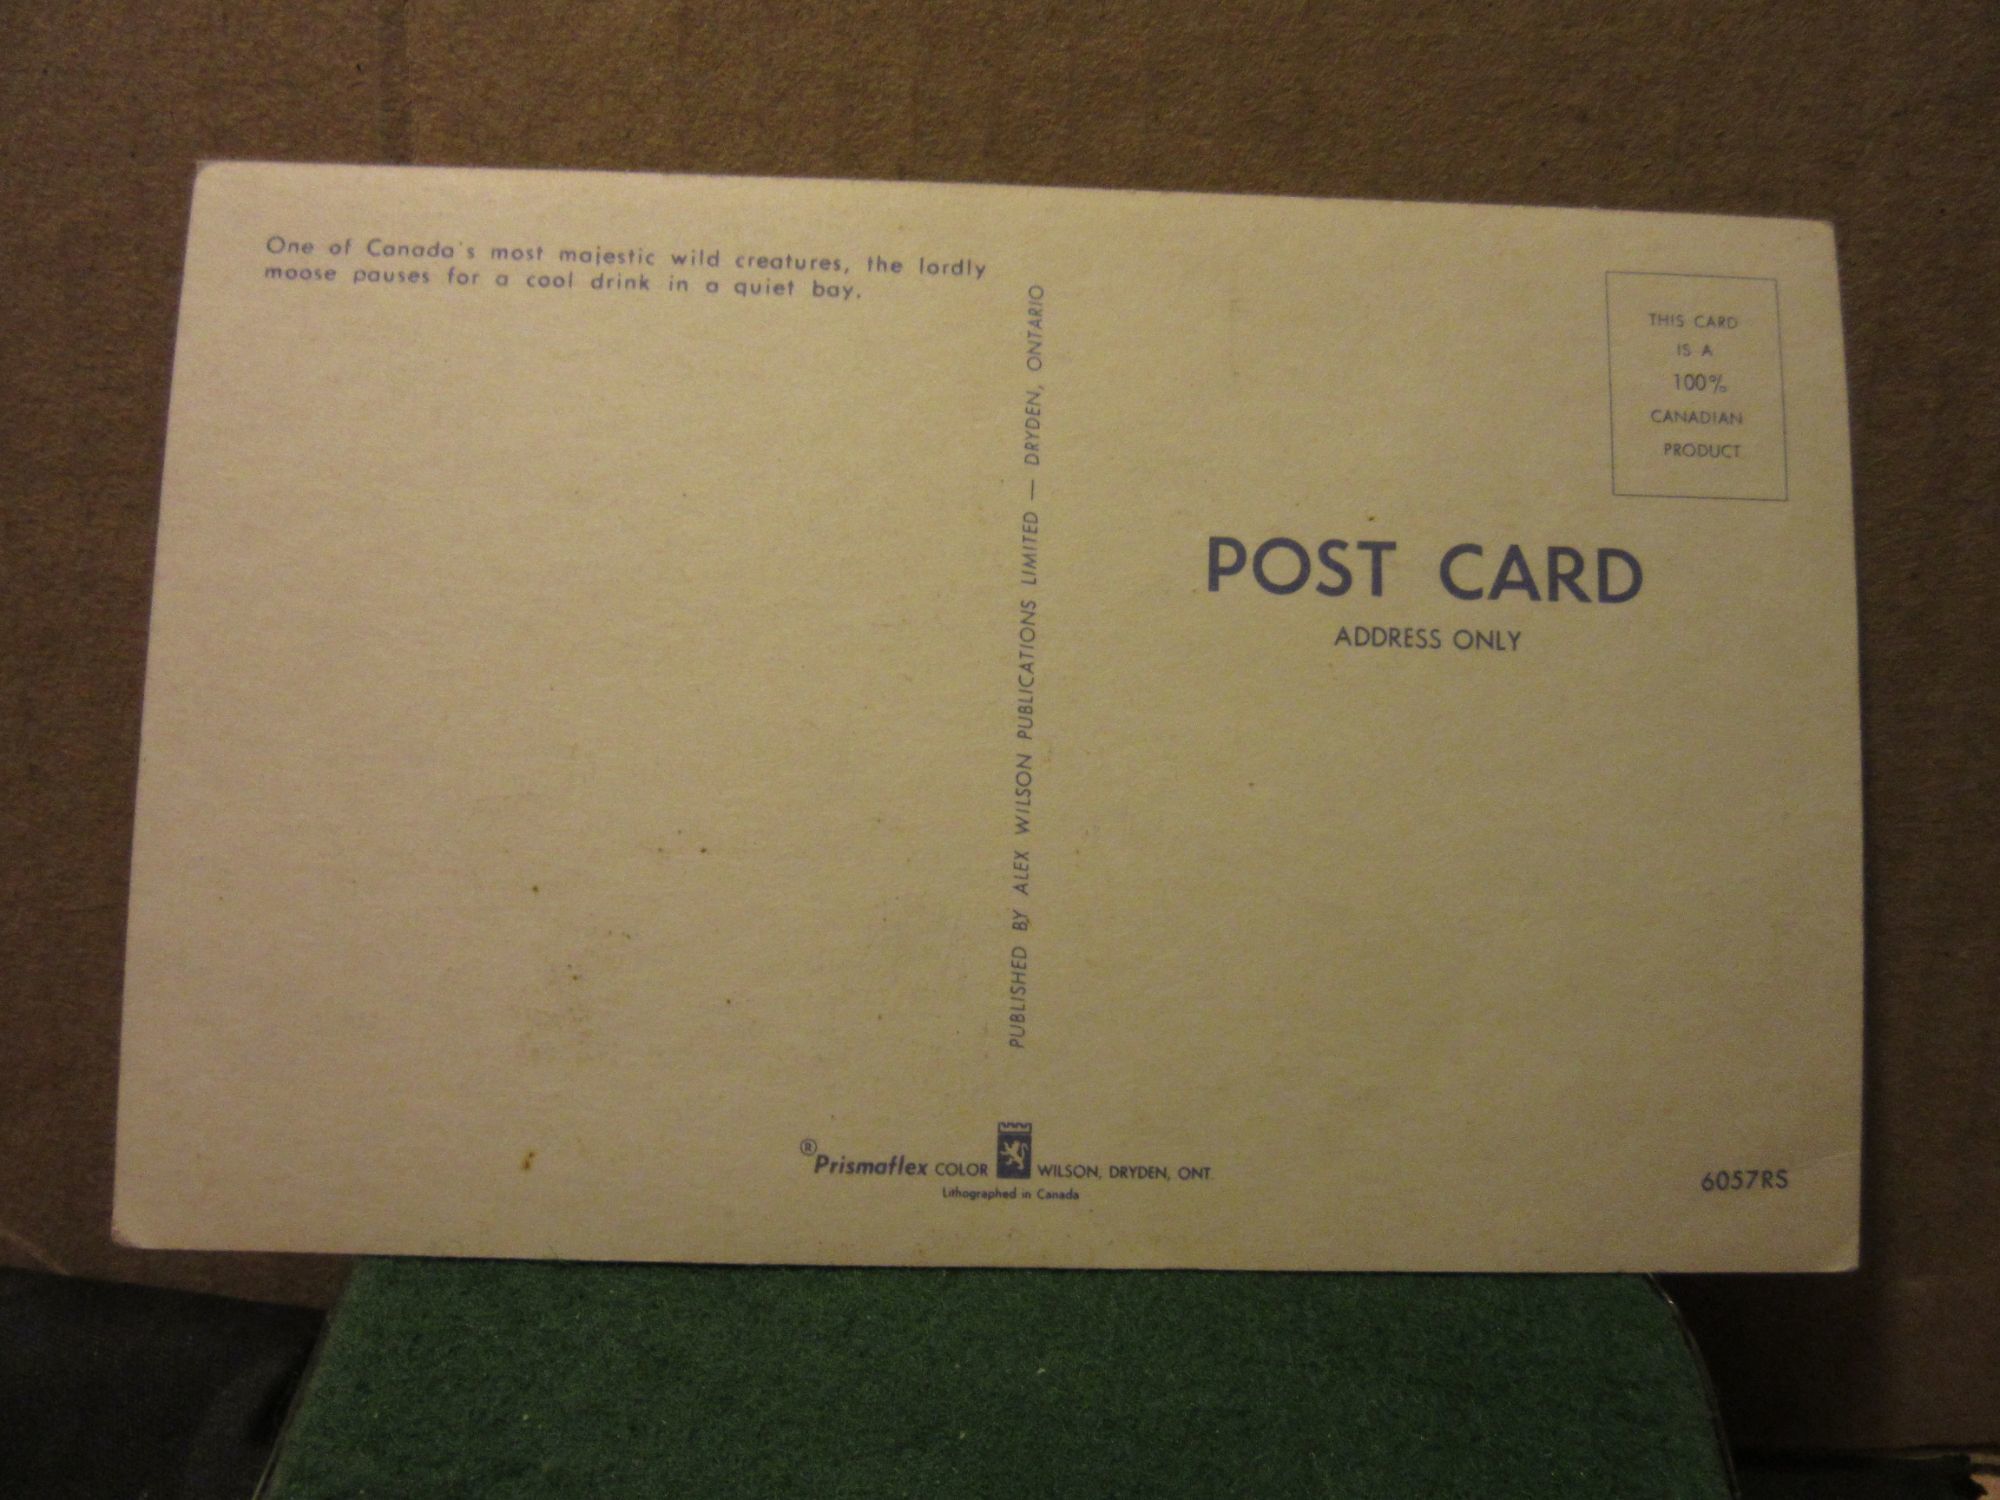 One of Canada's most majestic wild creatures, the lordly
moose pauses for a cool drink in a quiet bay.
PUBLISHED BY ALEX WILSON PUBLICATIONS LIMITED — DRYDEN, ONTARIO
THIS CARD
IS A
100%
CANADIAN
PRODUCT
POST CARD
ADDRESS ONLY
®Prismaflex COLOR WILSON, DRYDEN, ONT.
Lithographed in Canada
6057RS